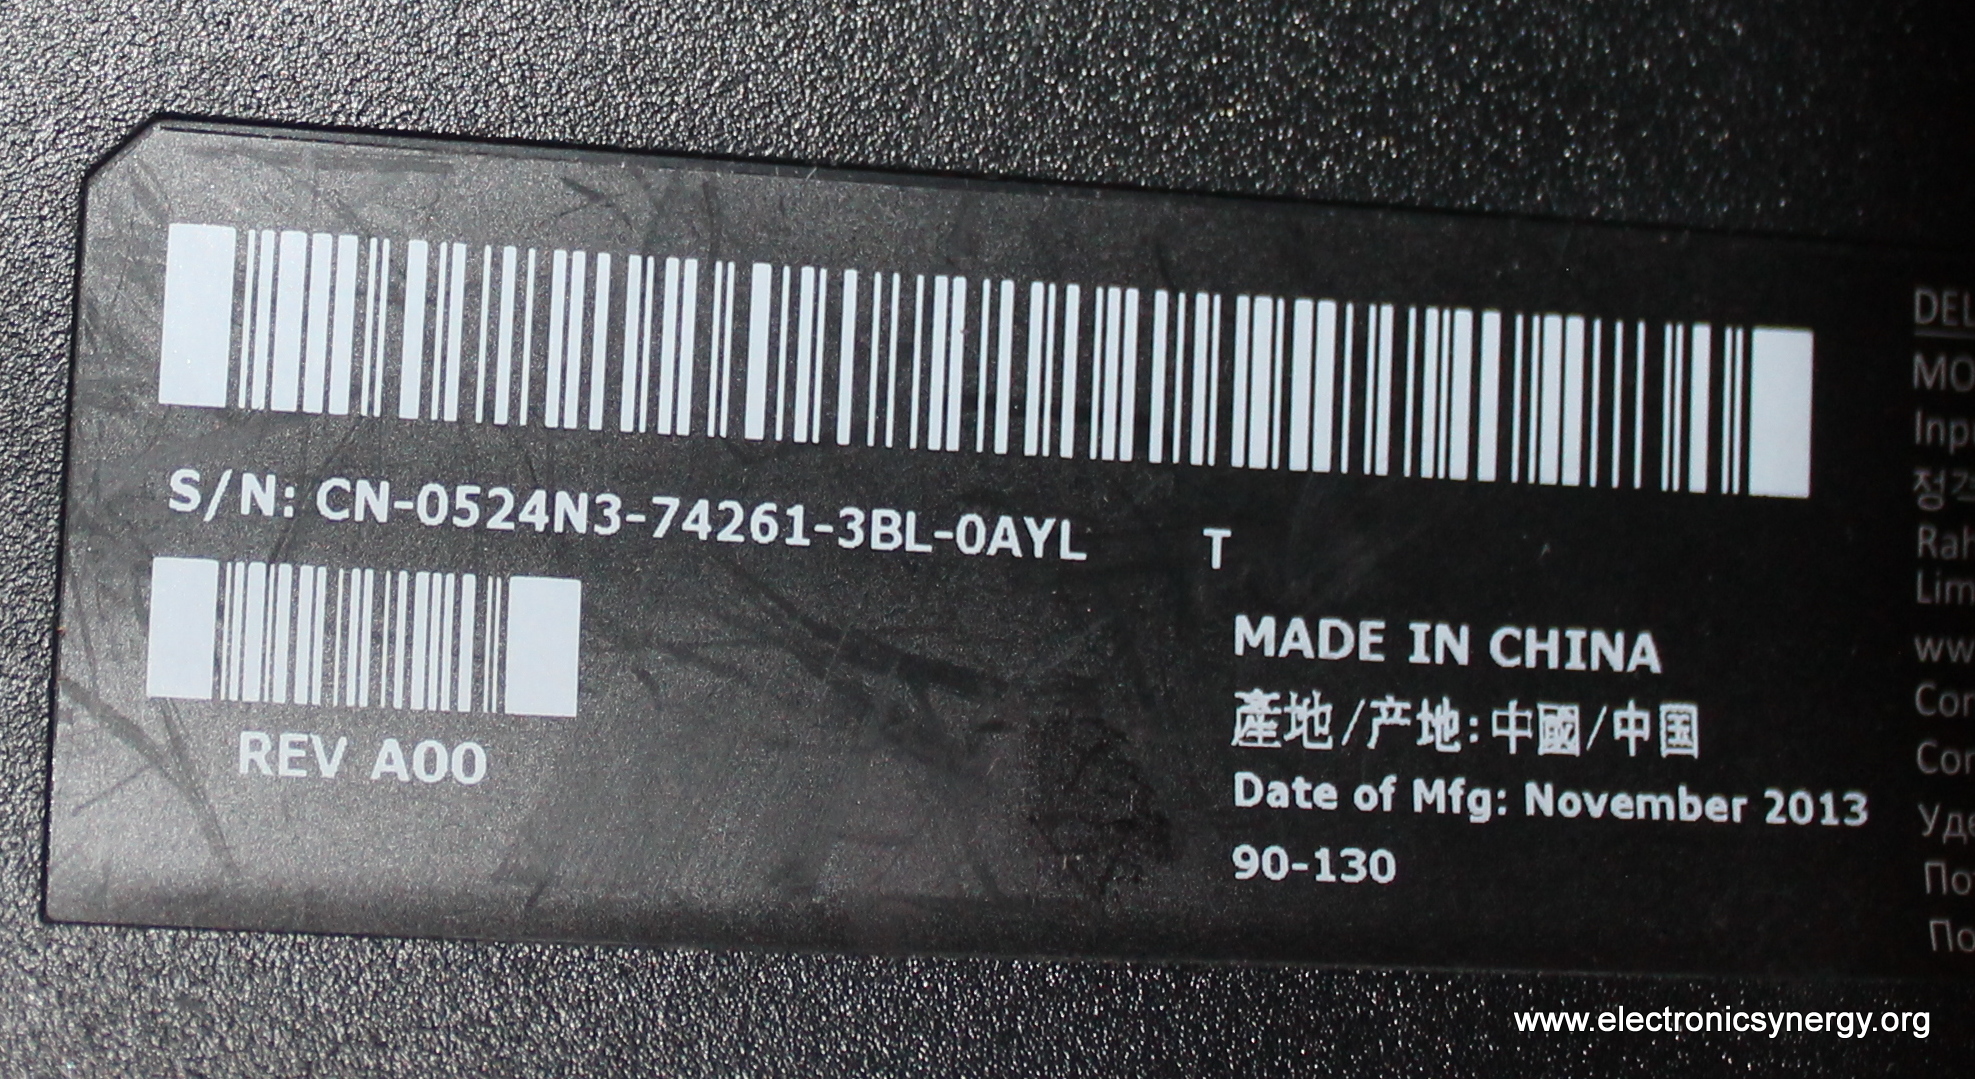 S/N: CN-0524N3-74261-3BL-0AYL T
REV A00
MADE IN CHINA
產地/产地:中國/中国
Date of Mfg: November 2013
90-130
www.electronicsynergy.org